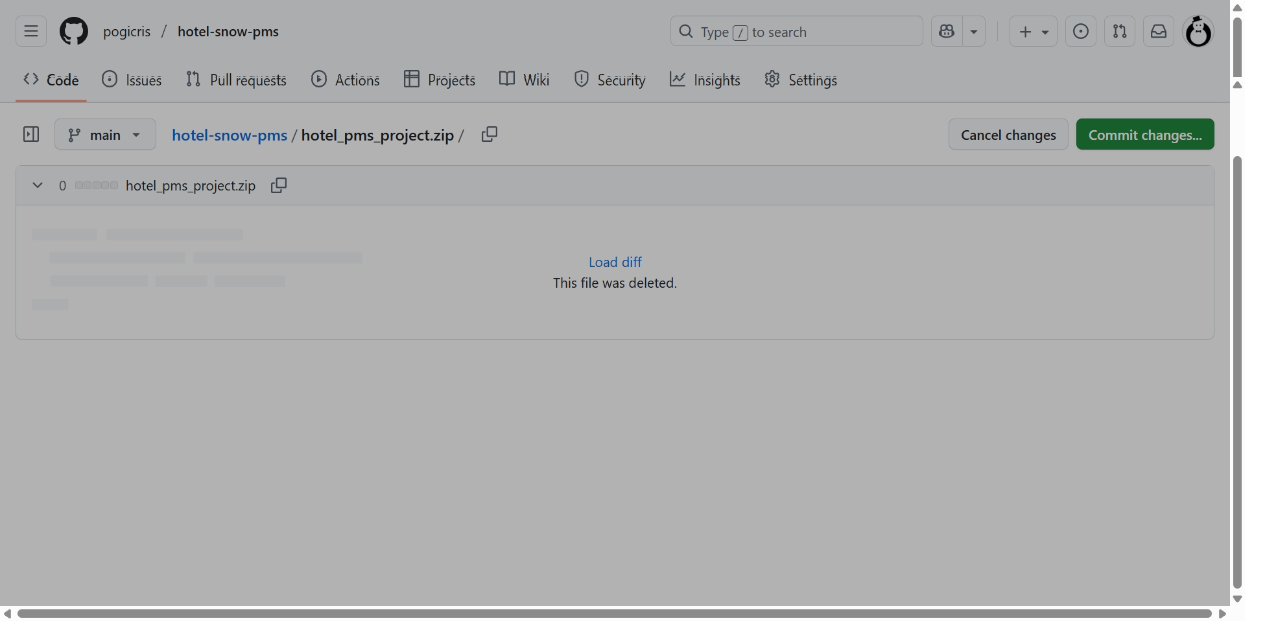 pogicris / hotel-snow-pms
Type / to search
Code Issues Pull requests Actions Projects Wiki Security Insights Settings
main hotel-snow-pms / hotel_pms_project.zip /
Cancel changes Commit changes...
0 hotel_pms_project.zip
Load diff
This file was deleted.